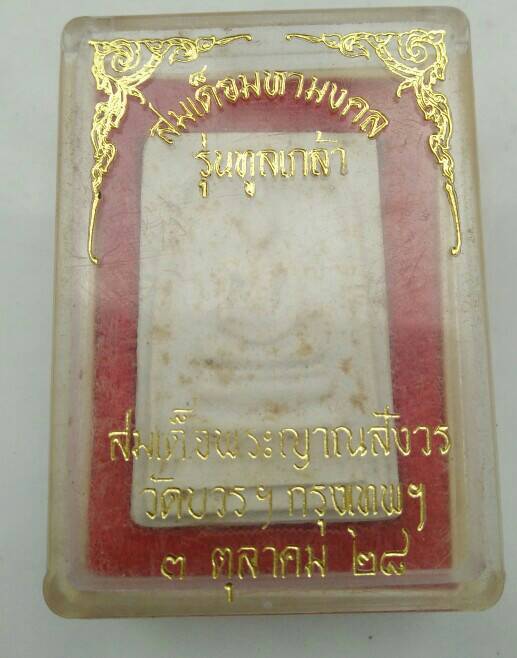 สมเด็จมหามงคล
รุ่นทูลเกล้า
สมเด็จพระญาณสังวร
วัดบวรฯ กรุงเทพฯ
๓ ตุลาคม ๒๘